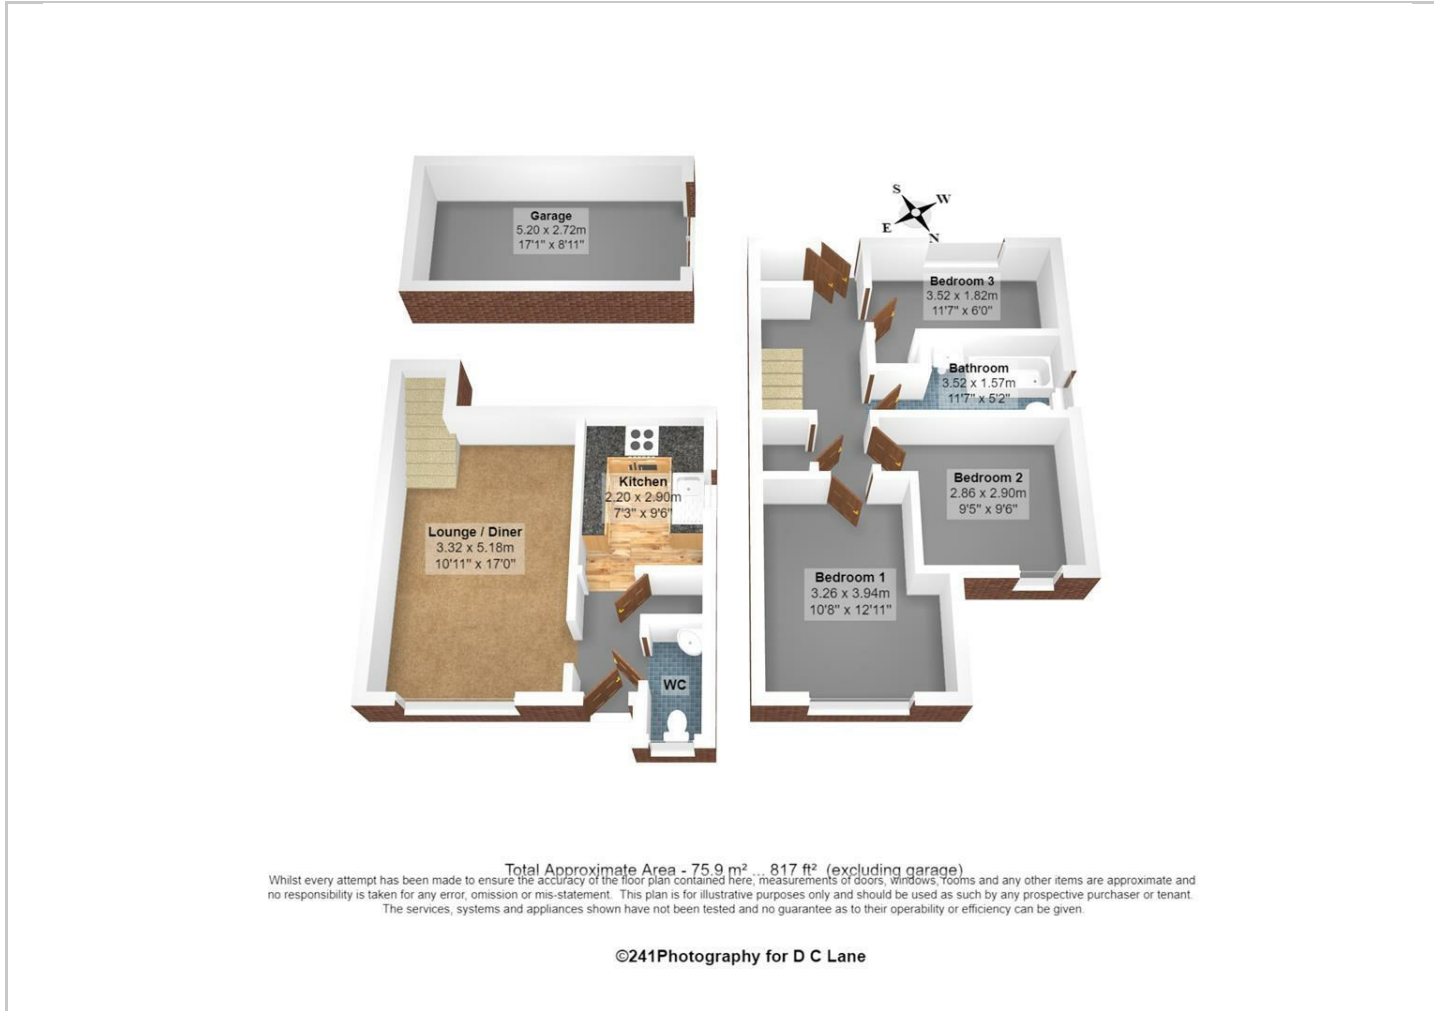 Garage
5.20 x 2.72m
17'1" x 8'11"
S
W
E
N
Bedroom 3
3.52 x 1.82m
11'7" x 6'0"
Bathroom
3.52 x 1.57m
11'7" x 5'2"
Kitchen
2.20 x 2.90m
7'3" x 9'6"
Bedroom 2
2.86 x 2.90m
9'5" x 9'6"
Lounge / Diner
3.32 x 5.18m
10'11" x 17'0"
Bedroom 1
3.26 x 3.94m
10'8" x 12'11"
WC
Total Approximate Area - 75.9 m² ... 817 ft² (excluding garage)
Whilst every attempt has been made to ensure the accuracy of the floor plan contained here, measurements of doors, windows, rooms and any other items are approximate and
no responsibility is taken for any error, omission or mis-statement. This plan is for illustrative purposes only and should be used as such by any prospective purchaser or tenant.
The services, systems and appliances shown have not been tested and no guarantee as to their operability or efficiency can be given.
©241Photography for D C Lane